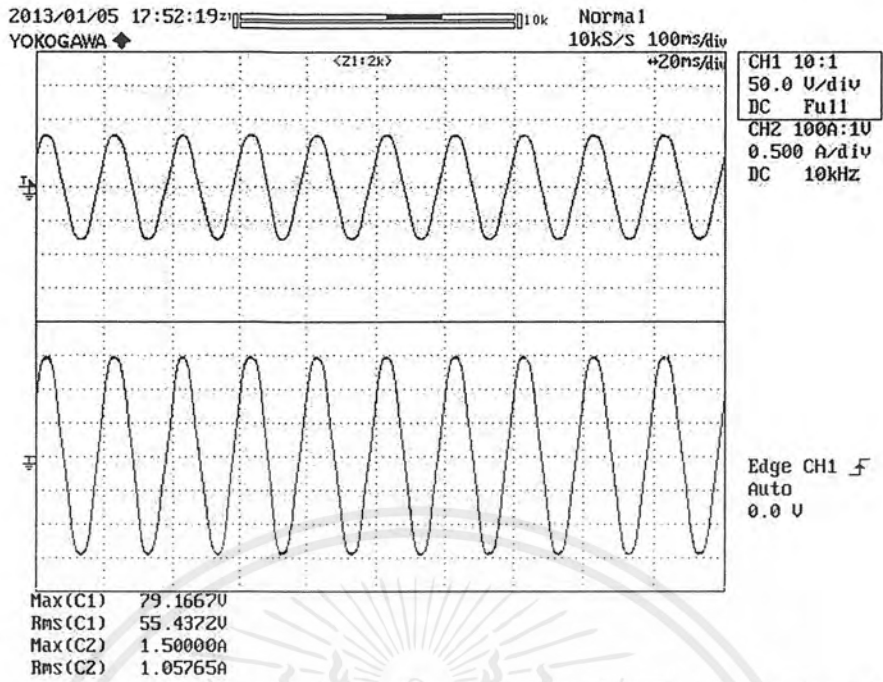 2013/01/05 17:52:19
10k
Normal
YOKOGAWA
10kS/s 100ms/div
<Z1:2k>
↔20ms/div
CH1 10:1
50.0 V/div
DC Full
CH2 100A:1V
0.500 A/div
DC 10kHz
Edge CH1
Auto
0.0 V
Max(C1) 79.1667V
Rms(C1) 55.4372V
Max(C2) 1.50000A
Rms(C2) 1.05765A